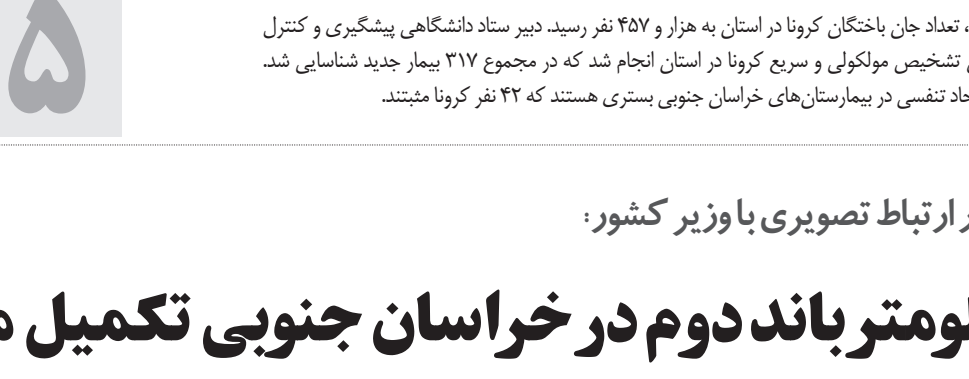 ۵
، تعداد جان باختگان کرونا در استان به هزار و ۴۵۷ نفر رسید. دبیر ستاد دانشگاهی پیشگیری و کنترل
تشخیص مولکولی و سریع کرونا در استان انجام شد که در مجموع ۳۱۷ بیمار جدید شناسایی شد.
حاد تنفسی در بیمارستان‌های خراسان جنوبی بستری هستند که ۴۲ نفر کرونا مثبتند.
ارتباط تصویری با وزیر کشور:
باند دوم در خراسان جنوبی تکمیل